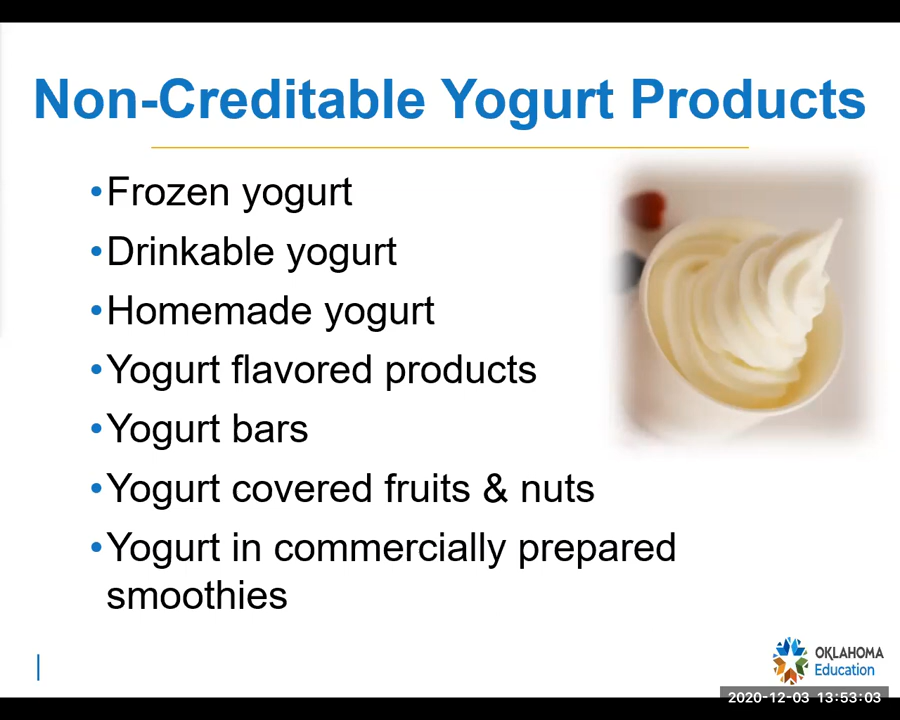 Non-Creditable Yogurt Products
•Frozen yogurt
•Drinkable yogurt
•Homemade yogurt
•Yogurt flavored products
•Yogurt bars
•Yogurt covered fruits & nuts
•Yogurt in commercially prepared
smoothies
OKLAHOMA
Education
2020-12-03 13:53:03